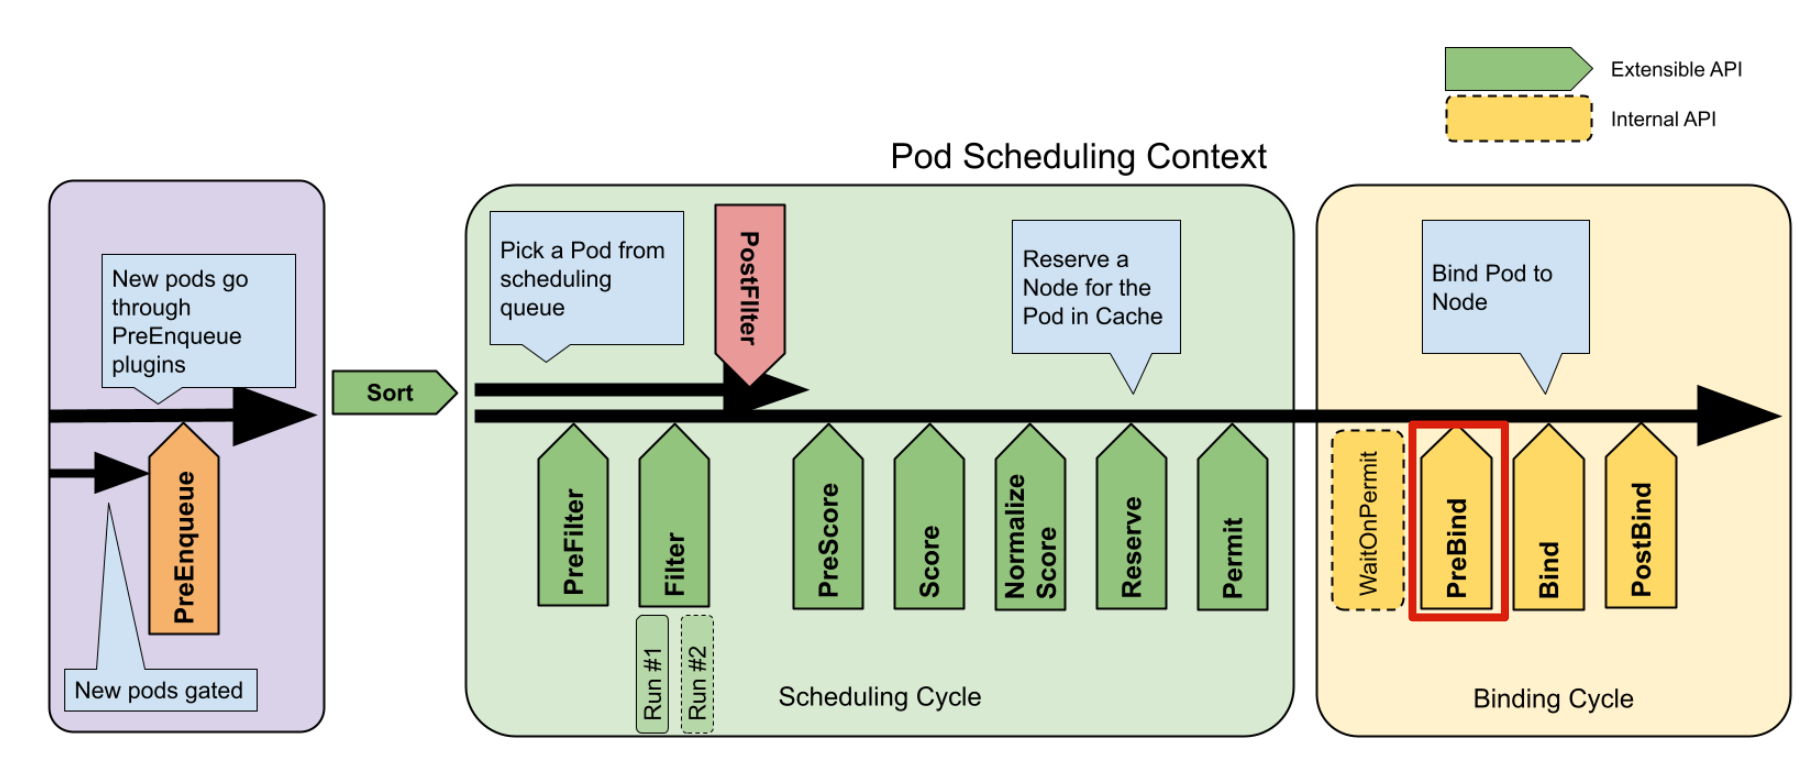 Extensible API
Internal API
Pod Scheduling Context
New pods go
through
PreEnqueue
plugins
PreEnqueue
New pods gated
Sort
Pick a Pod from
scheduling
queue
PostFIlter
Reserve a
Node for the
Pod in Cache
PreFilter
Filter
Run #1
Run #2
PreScore
Score
Normalize
Score
Reserve
Permit
Scheduling Cycle
Bind Pod to
Node
WaitOnPermit
PreBind
Bind
PostBind
Binding Cycle